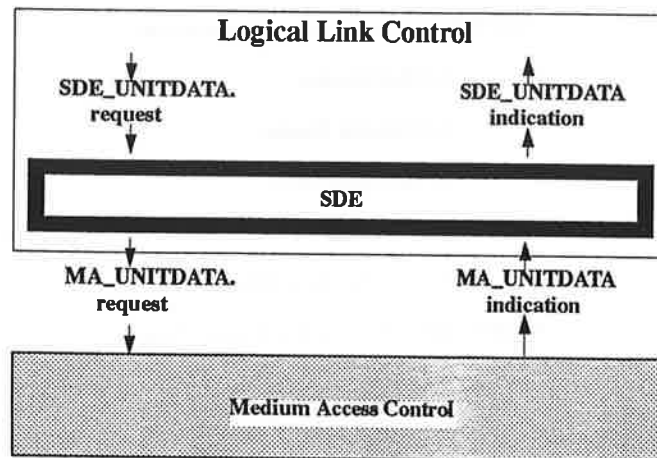 Logical Link Control
SDE_UNITDATA.
request
SDE_UNITDATA
indication
SDE
MA_UNITDATA.
request
MA_UNITDATA
indication
Medium Access Control